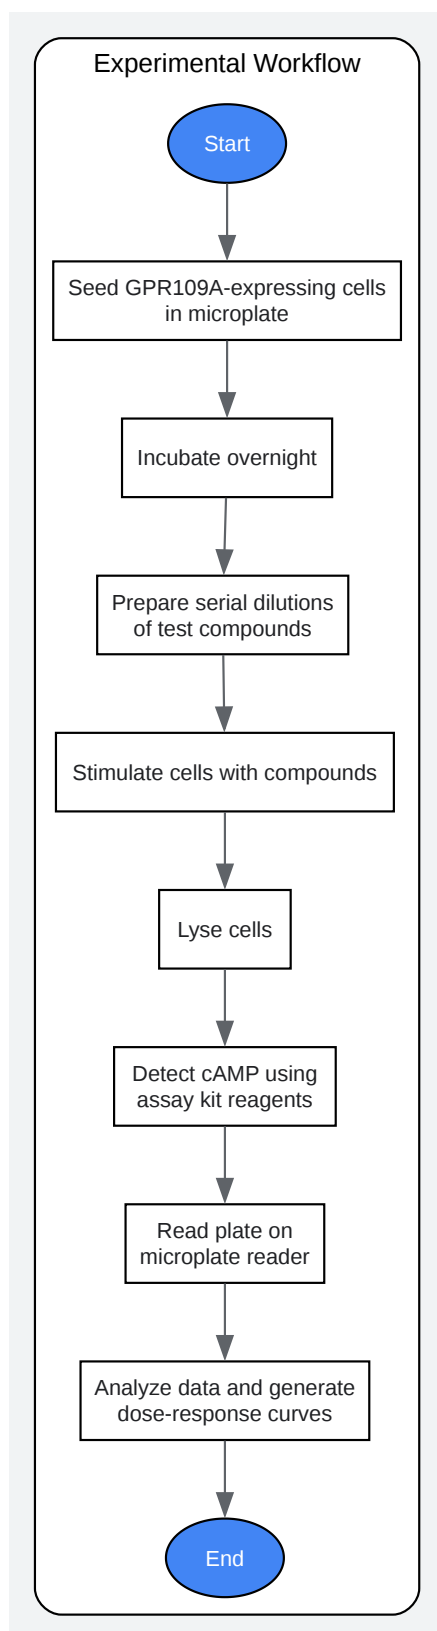 Experimental Workflow
Start
Seed GPR109A-expressing cells
in microplate
Incubate overnight
Prepare serial dilutions
of test compounds
Stimulate cells with compounds
Lyse cells
Detect cAMP using
assay kit reagents
Read plate on
microplate reader
Analyze data and generate
dose-response curves
End